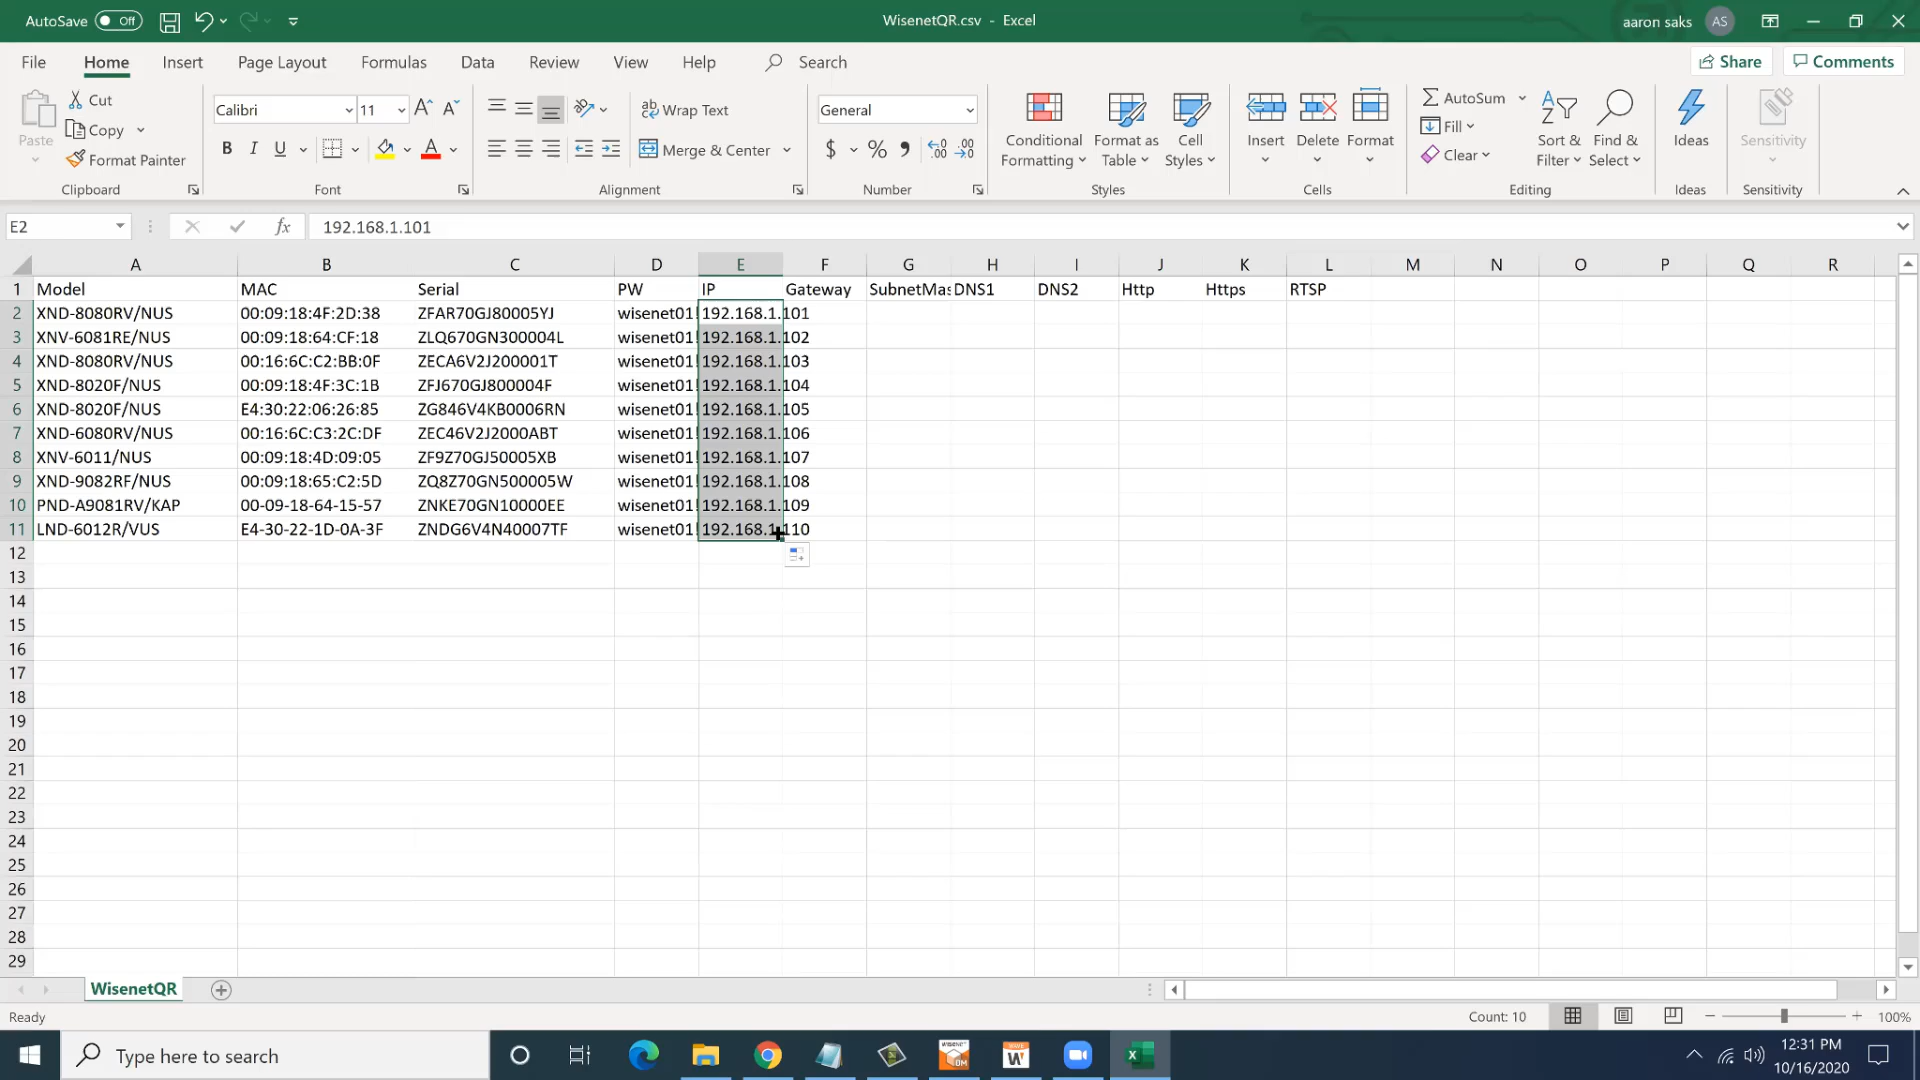 AutoSave Off WisenetQR.csv - Excel aaron saks AS
File Home Insert Page Layout Formulas Data Review View Help Search Share Comments
Paste Cut Copy Format Painter Clipboard
Calibri 11 B I U A Font
ab Wrap Text Merge & Center Alignment
General $ % Number
Conditional Formatting Format as Table Cell Styles Styles
Insert Delete Format Cells
AutoSum Fill Clear Sort & Filter Find & Select Editing
Ideas Ideas
Sensitivity Sensitivity
E2 fx 192.168.1.101
A B C D E F G H I J K L M N O P Q R
1 Model MAC Serial PW IP Gateway SubnetMas DNS1 DNS2 Http Https RTSP
2 XND-8080RV/NUS 00:09:18:4F:2D:38 ZFAR70GJ80005YJ wisenet01! 192.168.1.101
3 XNV-6081RE/NUS 00:09:18:64:CF:18 ZLQ670GN300004L wisenet01! 192.168.1.102
4 XND-8080RV/NUS 00:16:6C:C2:BB:0F ZECA6V2J200001T wisenet01! 192.168.1.103
5 XND-8020F/NUS 00:09:18:4F:3C:1B ZFJ670GJ800004F wisenet01! 192.168.1.104
6 XND-8020F/NUS E4:30:22:06:26:85 ZG846V4KB0006RN wisenet01! 192.168.1.105
7 XND-6080RV/NUS 00:16:6C:C3:2C:DF ZEC46V2J2000ABT wisenet01! 192.168.1.106
8 XNV-6011/NUS 00:09:18:4D:09:05 ZF9Z70GJ50005XB wisenet01! 192.168.1.107
9 XND-9082RF/NUS 00:09:18:65:C2:5D ZQ8Z70GN500005W wisenet01! 192.168.1.108
10 PND-A9081RV/KAP 00-09-18-64-15-57 ZNKE70GN10000EE wisenet01! 192.168.1.109
11 LND-6012R/VUS E4-30-22-1D-0A-3F ZNDG6V4N40007TF wisenet01! 192.168.1.110
12
13
14
15
16
17
18
19
20
21
22
23
24
25
26
27
28
29
WisenetQR
Ready Count: 10 100%
Type here to search 12:31 PM
10/16/2020